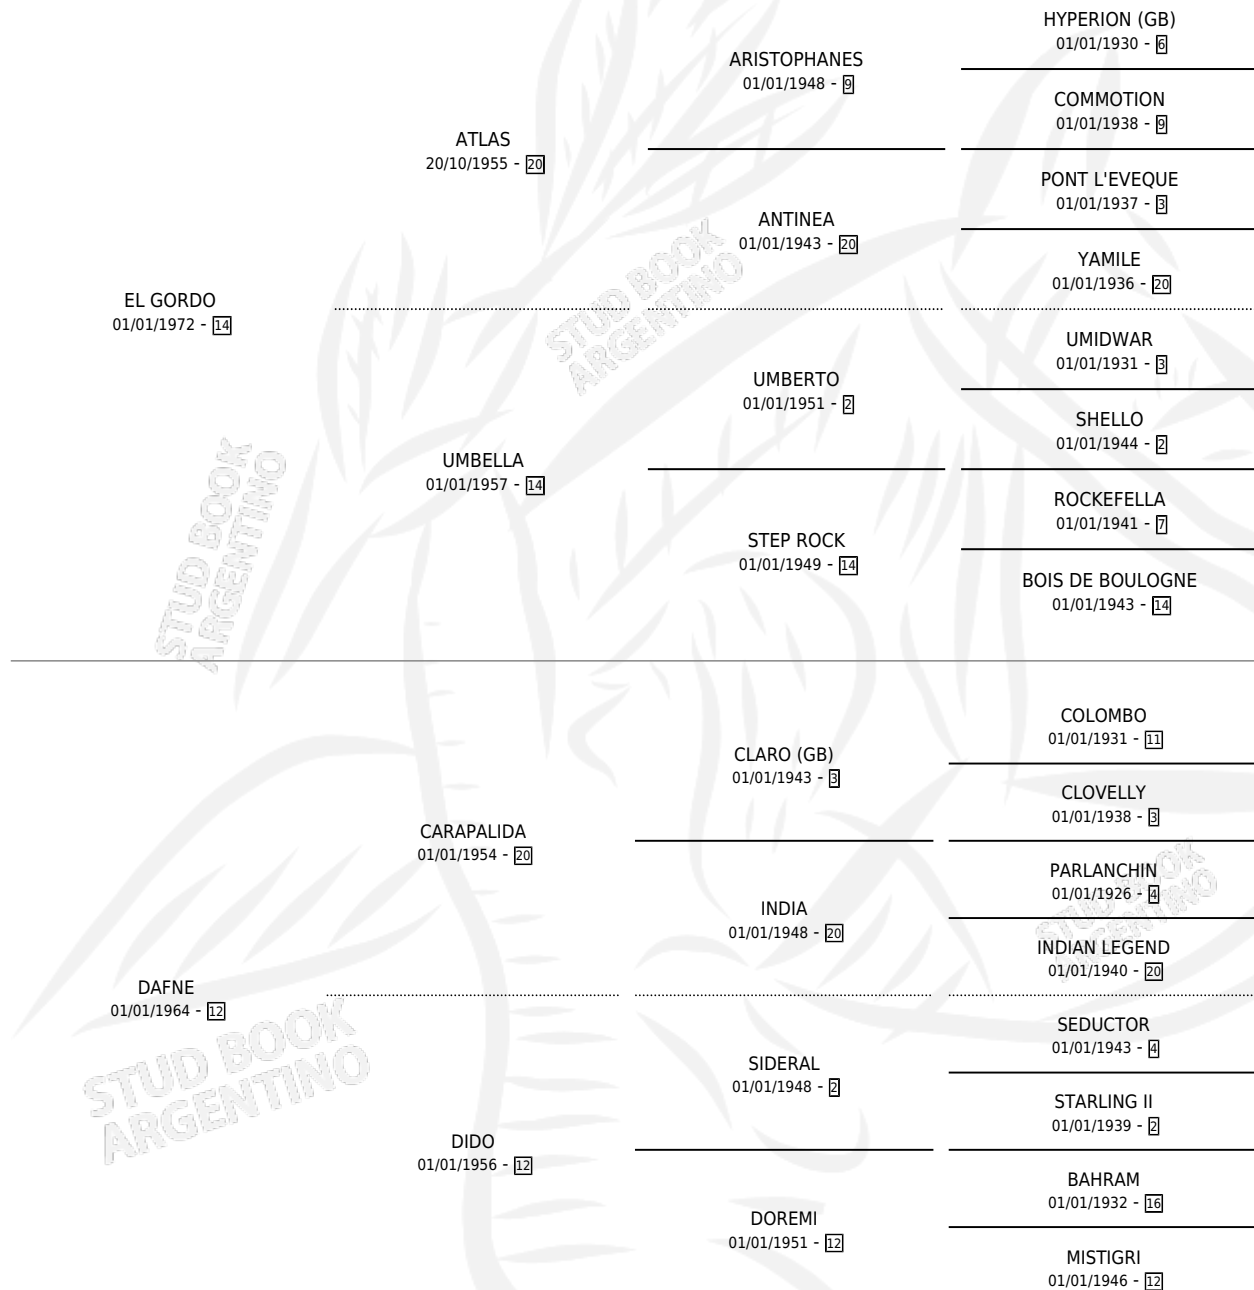 HYPERION (GB)
01/01/1930 - 6
ARISTOPHANES
01/01/1948 - 9
COMMOTION
01/01/1938 - 9
ATLAS
20/10/1955 - 20
PONT L'EVEQUE
01/01/1937 - 3
ANTINEA
01/01/1943 - 20
YAMILE
01/01/1936 - 20
EL GORDO
01/01/1972 - 14
UMIDWAR
01/01/1931 - 3
UMBERTO
01/01/1951 - 2
SHELLO
01/01/1944 - 2
UMBELLA
01/01/1957 - 14
ROCKEFELLA
01/01/1941 - 7
STEP ROCK
01/01/1949 - 14
BOIS DE BOULOGNE
01/01/1943 - 14
COLOMBO
01/01/1931 - 11
CLARO (GB)
01/01/1943 - 3
CLOVELLY
01/01/1938 - 3
CARAPALIDA
01/01/1954 - 20
PARLANCHIN
01/01/1926 - 4
INDIA
01/01/1948 - 20
INDIAN LEGEND
01/01/1940 - 20
DAFNE
01/01/1964 - 12
SEDUCTOR
01/01/1943 - 4
SIDERAL
01/01/1948 - 2
STARLING II
01/01/1939 - 2
DIDO
01/01/1956 - 12
BAHRAM
01/01/1932 - 16
DOREMI
01/01/1951 - 12
MISTIGRI
01/01/1946 - 12
STUD BOOK
ARGENTINO
STUD BOOK
ARGENTINO
STUD BOOK
ARGENTINO
STUD BOOK
ARGENTINO